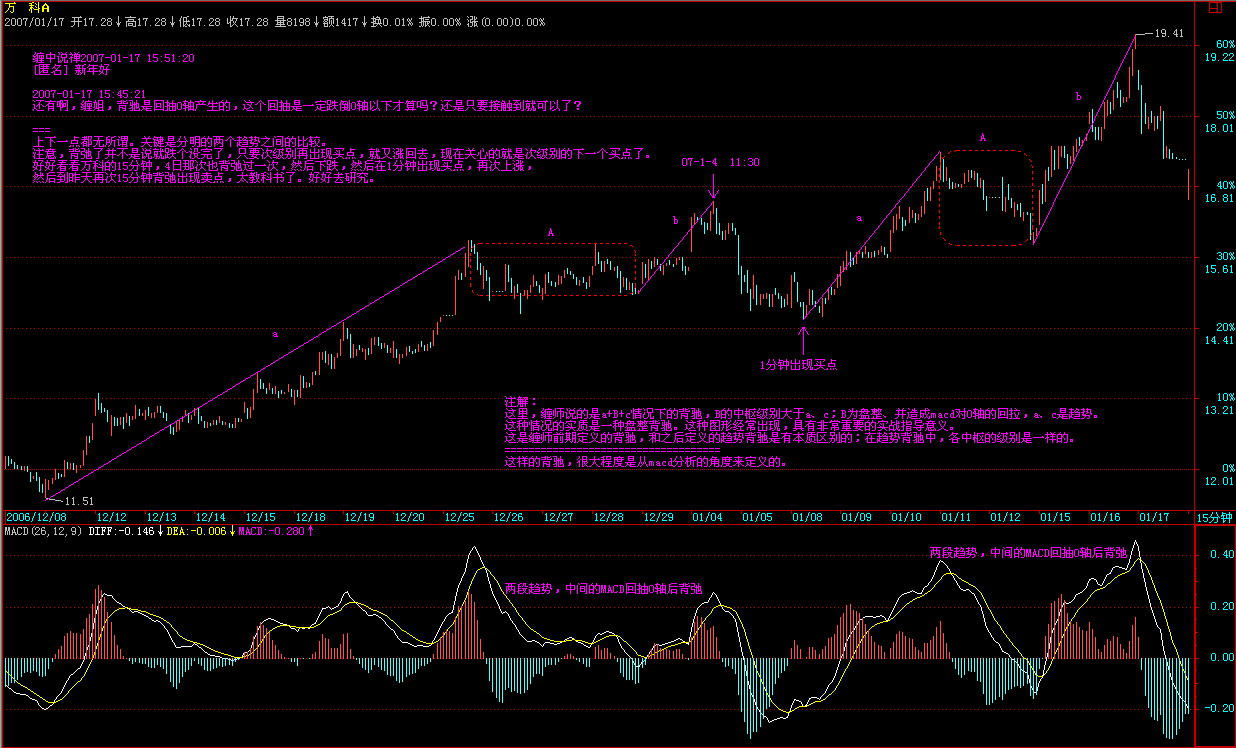 万　科A
2007/01/17 开17.28↓高17.28↓低17.28 收17.28 量8198↓额1417↓换0.01% 振0.00% 涨(0.00)0.00%
缠中说禅2007-01-17 15:51:20
[匿名] 新年好
2007-01-17 15:45:21
还有啊，缠姐，背驰是回抽0轴产生的，这个回抽是一定跌倒0轴以下才算吗？还是只要接触到就可以了？
===
上下一点都无所谓。关键是分明的两个趋势之间的比较。
注意，背驰了并不是说就跌个没完了，只要次级别再出现买点，就又涨回去，现在关心的就是次级别的下一个买点了。
好好看看万科的15分钟，4日那次也背驰过一次，然后下跌，然后在1分钟出现买点，再次上涨，
然后到昨天再次15分钟背驰出现卖点，太教科书了。好好去研究。
19.41
60%
19.22
50%
18.01
40%
16.81
30%
15.61
20%
14.41
10%
13.21
0%
12.01
b
A
07-1-4 11:30
b
a
A
a
1分钟出现买点
注解：
这里，缠师说的是a+B+c情况下的背驰，B的中枢级别大于a、c；B为盘整、并造成macd对0轴的回拉，a、c是趋势。
这种情况的实质是一种盘整背驰。这种图形经常出现，具有非常重要的实战指导意义。
这是缠师前期定义的背驰，和之后定义的趋势背驰是有本质区别的；在趋势背驰中，各中枢的级别是一样的。
====================================
这样的背驰，很大程度是从macd分析的角度来定义的。
11.51
2006/12/08 12/12 12/13 12/14 12/15 12/18 12/19 12/20 12/25 12/26 12/27 12/28 12/29 01/04 01/05 01/08 01/09 01/10 01/11 01/12 01/15 01/16 01/17 15分钟
MACD(26,12,9) DIFF:-0.146↓DEA:-0.006↓MACD:-0.280↑
两段趋势，中间的MACD回抽0轴后背弛
两段趋势，中间的MACD回抽0轴后背弛
0.40
0.20
0.00
-0.20